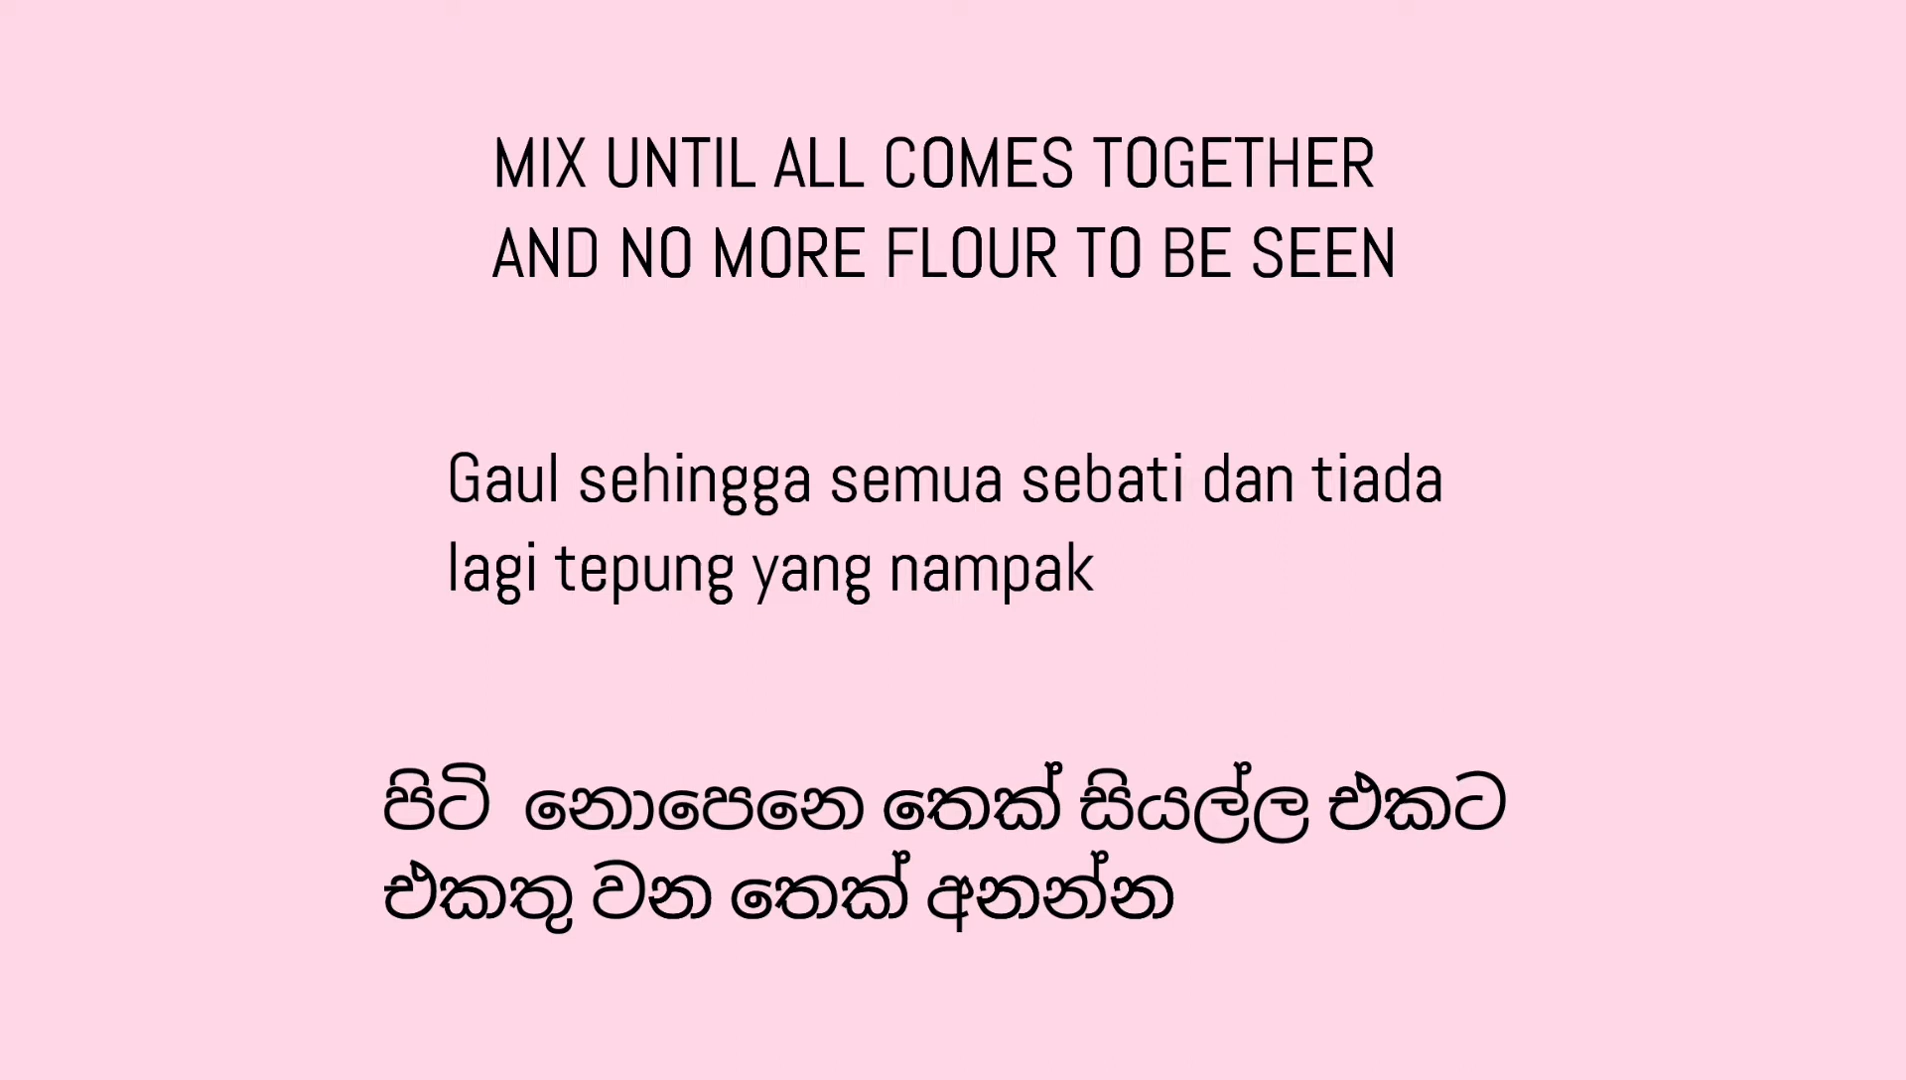 MIX UNTIL ALL COMES TOGETHER
AND NO MORE FLOUR TO BE SEEN
Gaul sehingga semua sebati dan tiada
lagi tepung yang nampak
පිටි නොපෙනෙ තෙක් සියල්ල එකට
එකතු වන තෙක් අනන්න